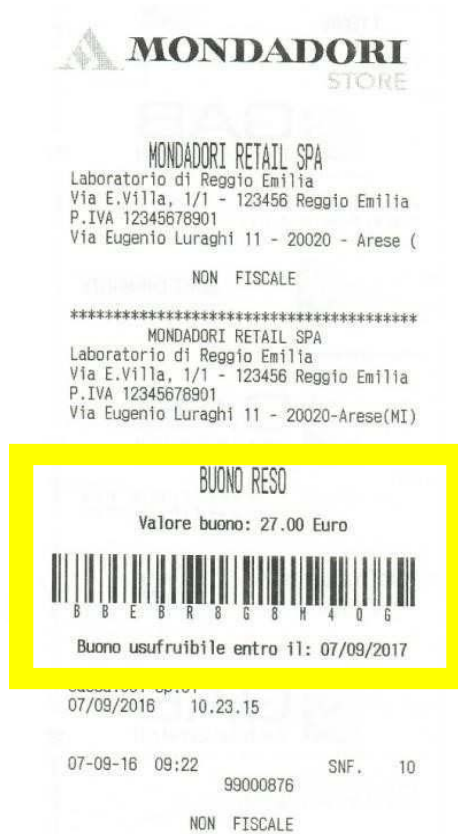 MONDADORI
STORE
MONDADORI RETAIL SPA
Laboratorio di Reggio Emilia
Via E.Villa, 1/1 - 123456 Reggio Emilia
P.IVA 12345678901
Via Eugenio Luraghi 11 - 20020 - Arese (
NON FISCALE
****************************************
MONDADORI RETAIL SPA
Laboratorio di Reggio Emilia
Via E.Villa, 1/1 - 123456 Reggio Emilia
P.IVA 12345678901
Via Eugenio Luraghi 11 - 20020-Arese(MI)
BUONO RESO
Valore buono: 27.00 Euro
B B E B R 8 G 8 M 4 0 G
Buono usufruibile entro il: 07/09/2017
07/09/2016 10.23.15
07-09-16 09:22 SNF. 10
99000876
NON FISCALE